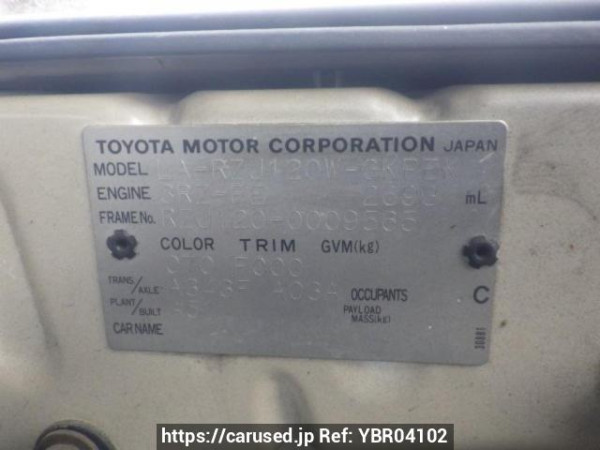 TOYOTA MOTOR CORPORATION JAPAN
MODEL LA-RZJ120W-GKPEK
ENGINE 3RZ-FE 2693 mL
FRAME No. RZJ120-0009565
COLOR TRIM GVM(kg)
TRANS/AXLE A343F A03A OCCUPANTS C
PLANT/BUILT PAYLOAD MASS(kg)
CAR NAME
30881
https://carused.jp Ref: YBR04102